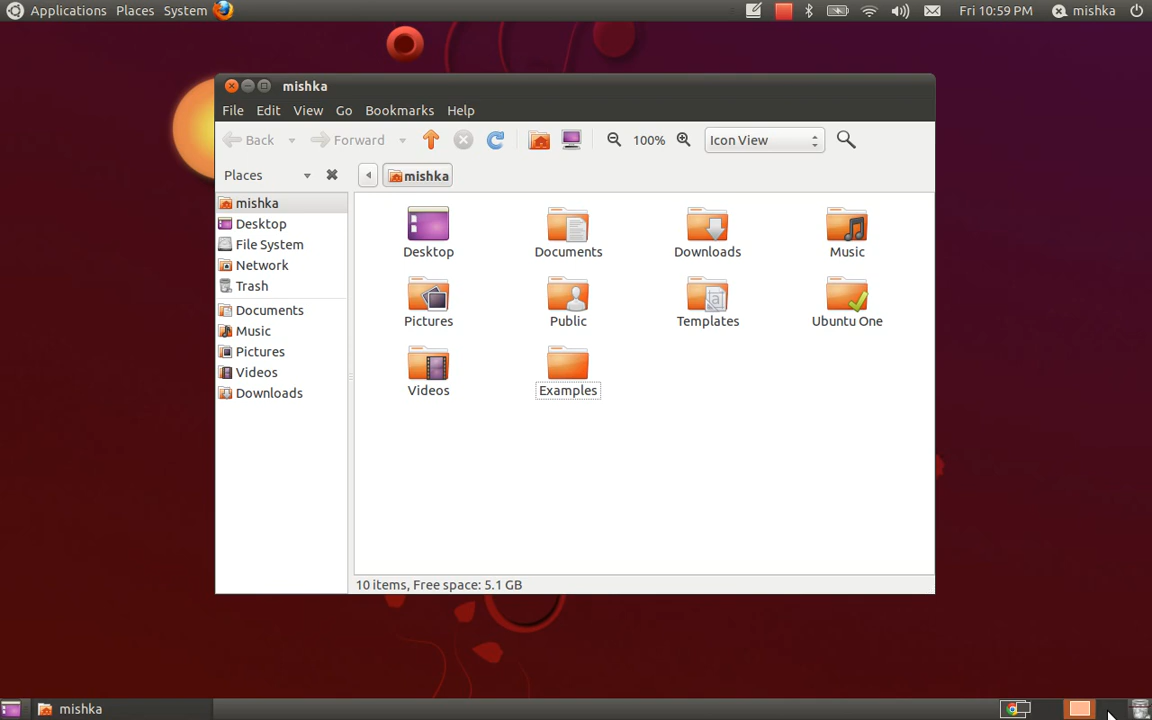 Applications Places System Fri 10:59 PM mishka
mishka
File Edit View Go Bookmarks Help
Back Forward 100% Icon View
Places mishka
mishka
Desktop
File System
Network
Trash
Documents
Music
Pictures
Videos
Downloads
Desktop Documents Downloads Music
Pictures Public Templates Ubuntu One
Videos Examples
10 items, Free space: 5.1 GB
mishka